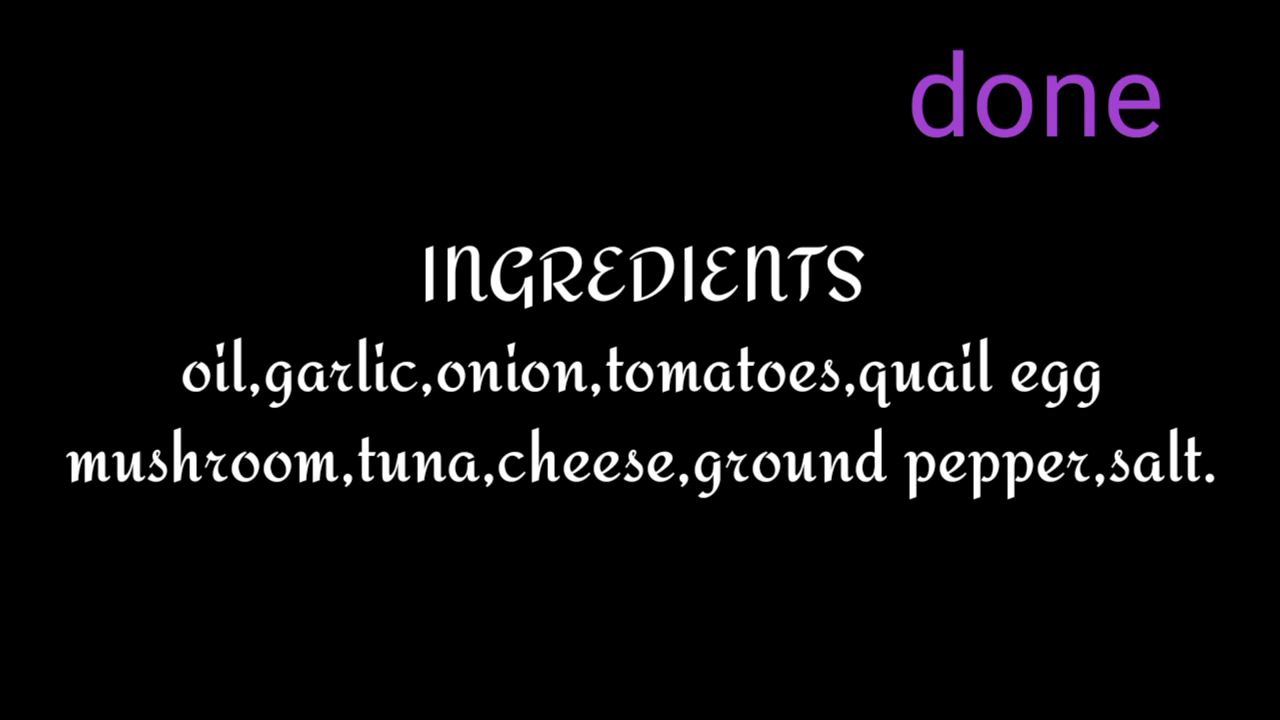 done
INGREDIENTS
oil,garlic,onion,tomatoes,quail egg
mushroom,tuna,cheese,ground pepper,salt.